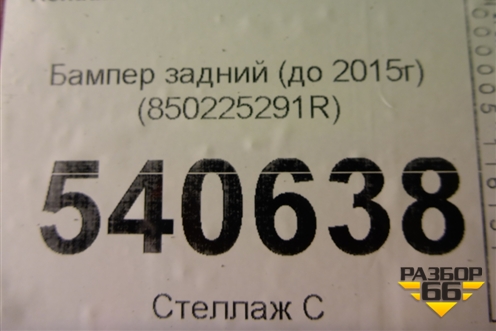 Бампер задний (до 2015г)
(850225291R)
540638
Стеллаж С
РАЗБОР
66